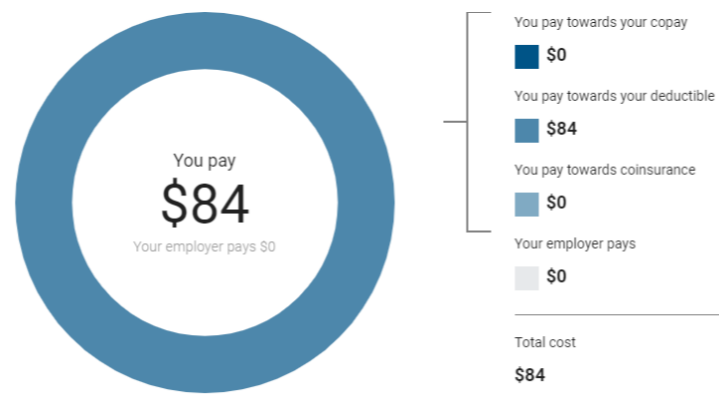 You pay
$84
Your employer pays $0
You pay towards your copay
$0
You pay towards your deductible
$84
You pay towards coinsurance
$0
Your employer pays
$0
Total cost
$84